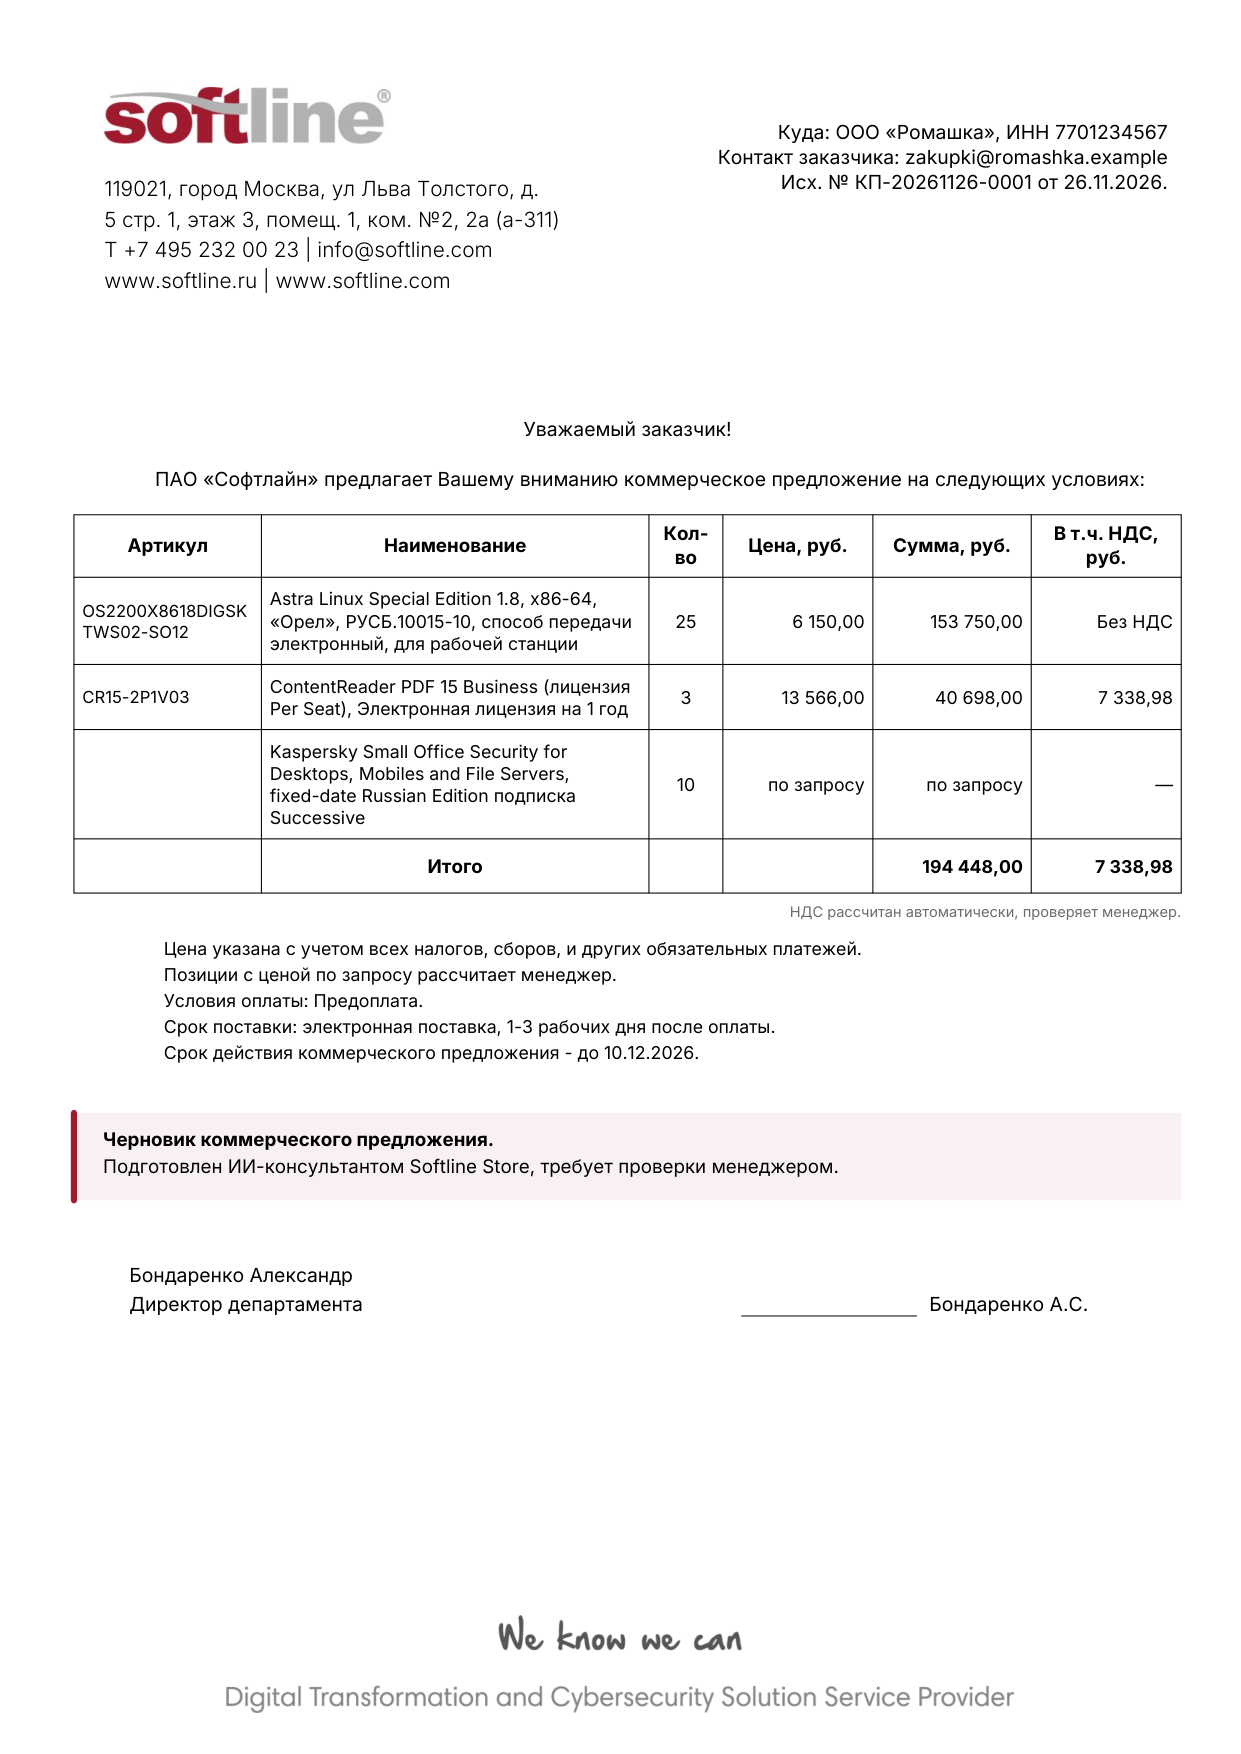 softline®
119021, город Москва, ул Льва Толстого, д.
5 стр. 1, этаж 3, помещ. 1, ком. №2, 2а (а-311)
Т +7 495 232 00 23 | info@softline.com
www.softline.ru | www.softline.com
Куда: ООО «Ромашка», ИНН 7701234567
Контакт заказчика: zakupki@romashka.example
Исх. № КП-20261126-0001 от 26.11.2026.
Уважаемый заказчик!
ПАО «Софтлайн» предлагает Вашему вниманию коммерческое предложение на следующих условиях:
Артикул
Наименование
Кол-
во
Цена, руб.
Сумма, руб.
В т.ч. НДС,
руб.
OS2200X8618DIGSK
TWS02-SO12
Astra Linux Special Edition 1.8, x86-64,
«Орел», РУСБ.10015-10, способ передачи
электронный, для рабочей станции
25
6 150,00
153 750,00
Без НДС
CR15-2P1V03
ContentReader PDF 15 Business (лицензия
Per Seat), Электронная лицензия на 1 год
3
13 566,00
40 698,00
7 338,98
Kaspersky Small Office Security for
Desktops, Mobiles and File Servers,
fixed-date Russian Edition подписка
Successive
10
по запросу
по запросу
—
Итого
194 448,00
7 338,98
НДС рассчитан автоматически, проверяет менеджер.
Цена указана с учетом всех налогов, сборов, и других обязательных платежей.
Позиции с ценой по запросу рассчитает менеджер.
Условия оплаты: Предоплата.
Срок поставки: электронная поставка, 1-3 рабочих дня после оплаты.
Срок действия коммерческого предложения - до 10.12.2026.
Черновик коммерческого предложения.
Подготовлен ИИ-консультантом Softline Store, требует проверки менеджером.
Бондаренко Александр
Директор департамента
Бондаренко А.С.
We know we can
Digital Transformation and Cybersecurity Solution Service Provider